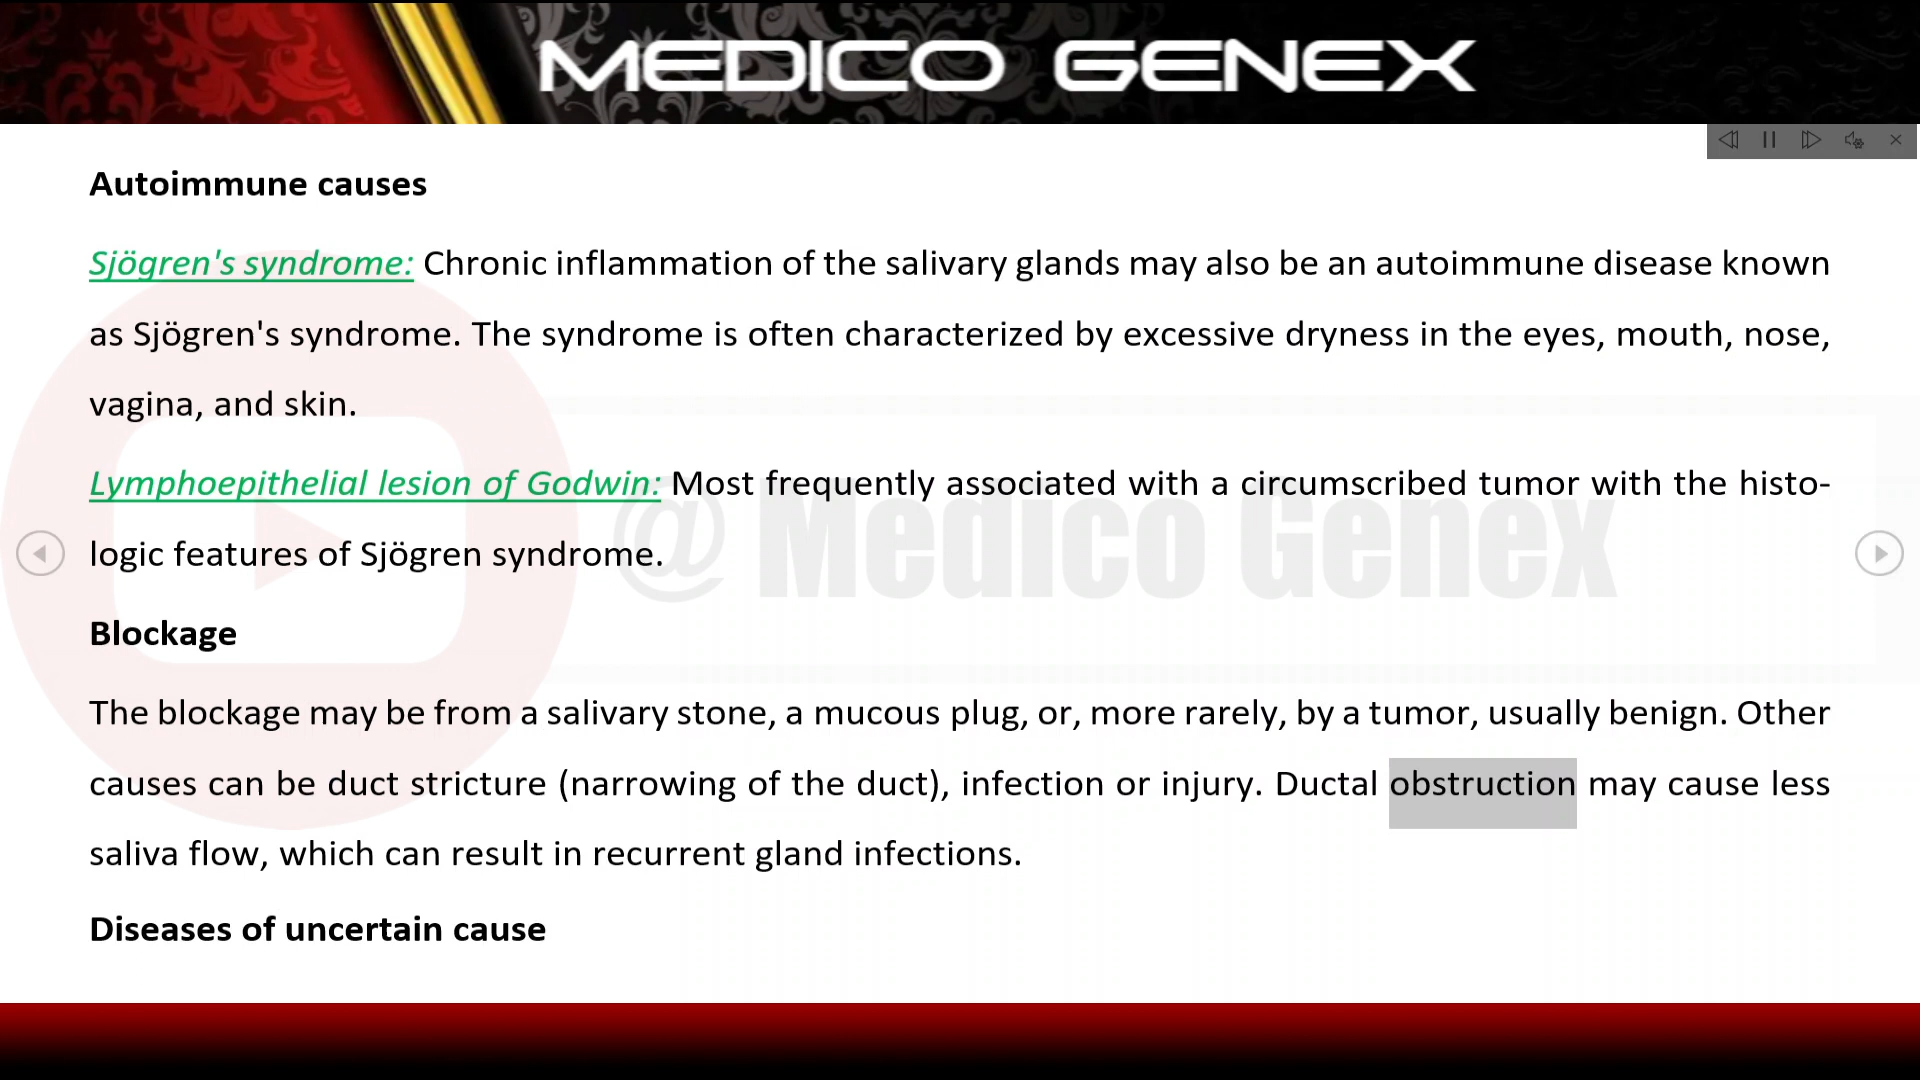 MEDICO GENEX
Autoimmune causes
Sjögren's syndrome: Chronic inflammation of the salivary glands may also be an autoimmune disease known
as Sjögren's syndrome. The syndrome is often characterized by excessive dryness in the eyes, mouth, nose,
vagina, and skin.
Lymphoepithelial lesion of Godwin: Most frequently associated with a circumscribed tumor with the histo-
logic features of Sjögren syndrome.
@ Medico Genex
Blockage
The blockage may be from a salivary stone, a mucous plug, or, more rarely, by a tumor, usually benign. Other
causes can be duct stricture (narrowing of the duct), infection or injury. Ductal obstruction may cause less
saliva flow, which can result in recurrent gland infections.
Diseases of uncertain cause